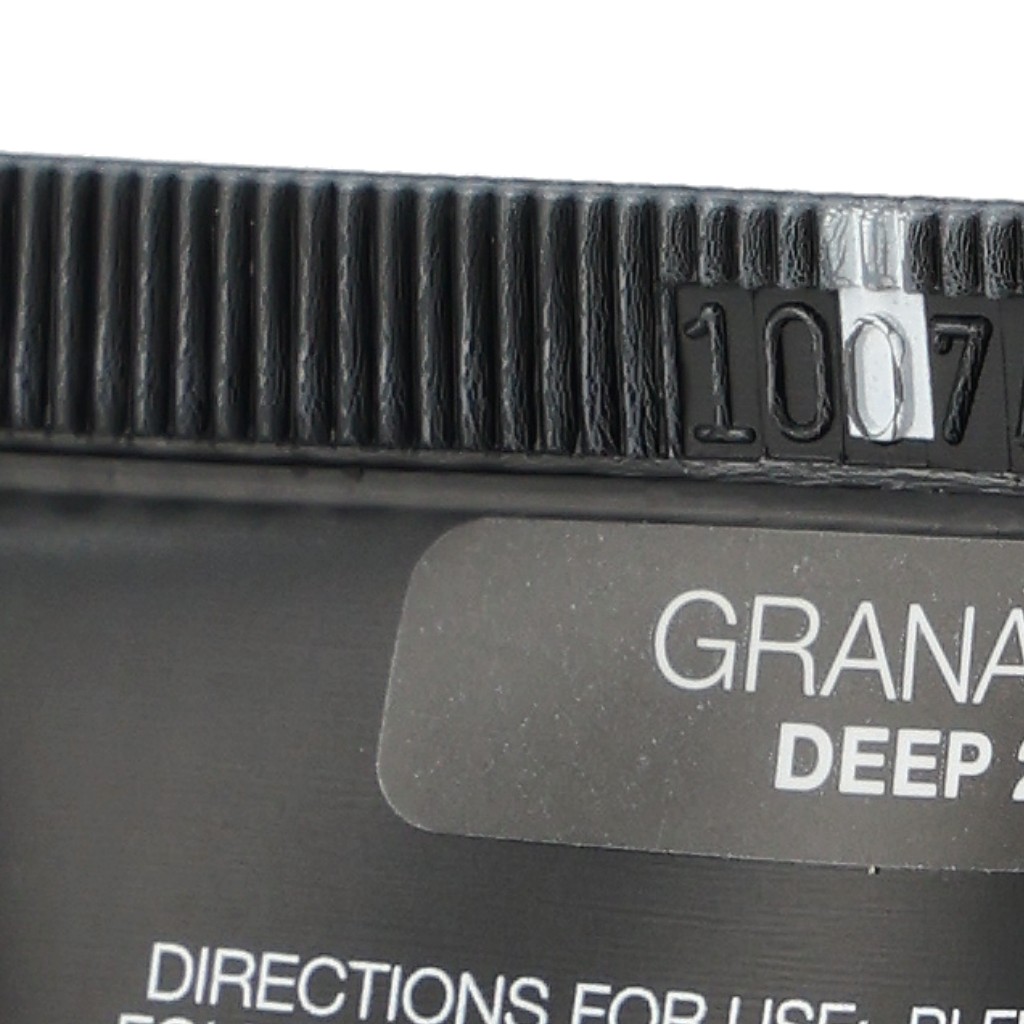 1007
GRANA
DEEP
DIRECTIONS FOR USE: